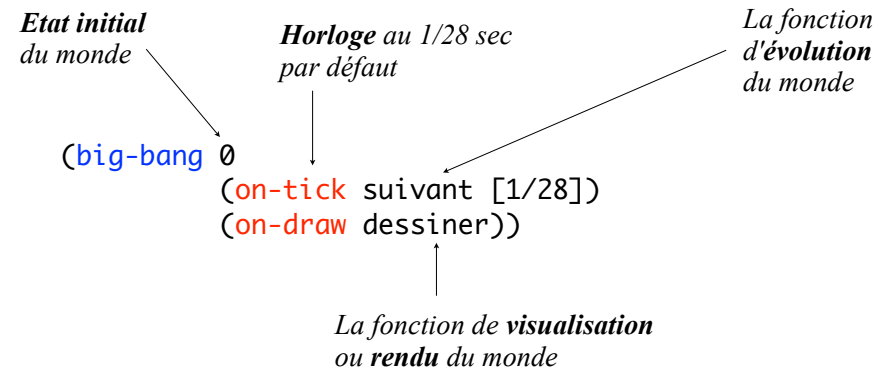 Etat initial
du monde
Horloge au 1/28 sec
par défaut
La fonction
d'évolution
du monde
(big-bang 0
(on-tick suivant [1/28])
(on-draw dessiner))
La fonction de visualisation
ou rendu du monde